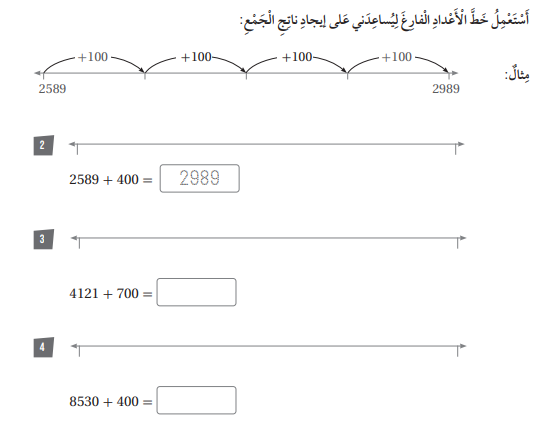 أَسْتَعْمِلُ خَطَّ الْأَعْدادِ الْفارِغَ لِيُساعِدَني عَلى إيجادِ ناتِجِ الْجَمْعِ:
مِثالٌ:
+100 +100 +100 +100
2589 2989
2
2589 + 400 = 2989
3
4121 + 700 =
4
8530 + 400 =